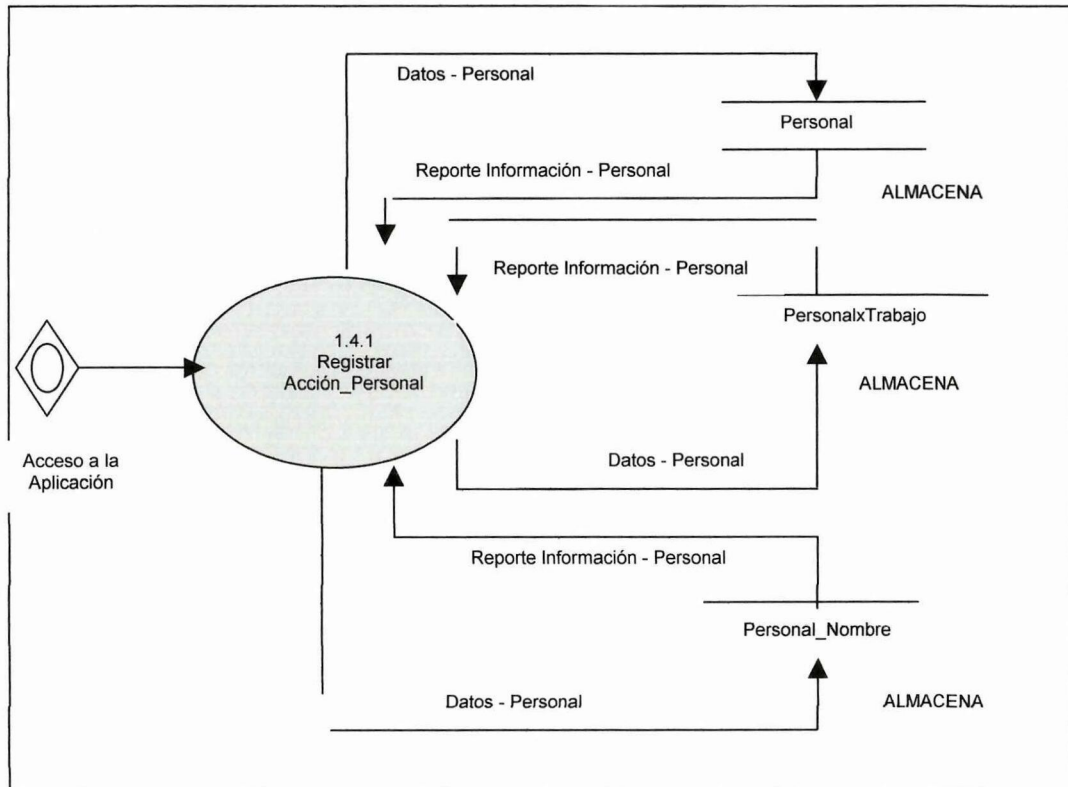 Datos - Personal
Personal
Reporte Información - Personal
ALMACENA
Reporte Información - Personal
PersonalxTrabajo
1.4.1
Registrar
Acción_Personal
ALMACENA
Acceso a la
Aplicación
Datos - Personal
Reporte Información - Personal
Personal_Nombre
Datos - Personal
ALMACENA